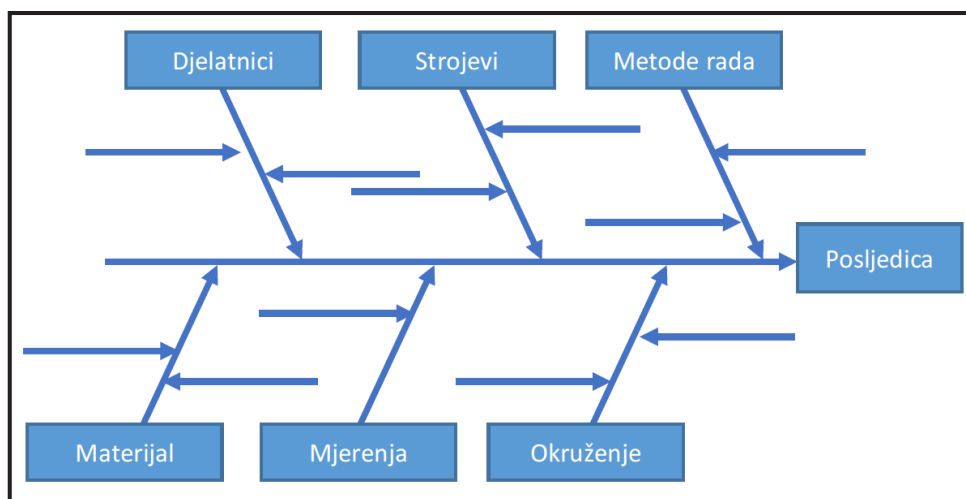 Djelatnici
Strojevi
Metode rada
Posljedica
Materijal
Mjerenja
Okruženje